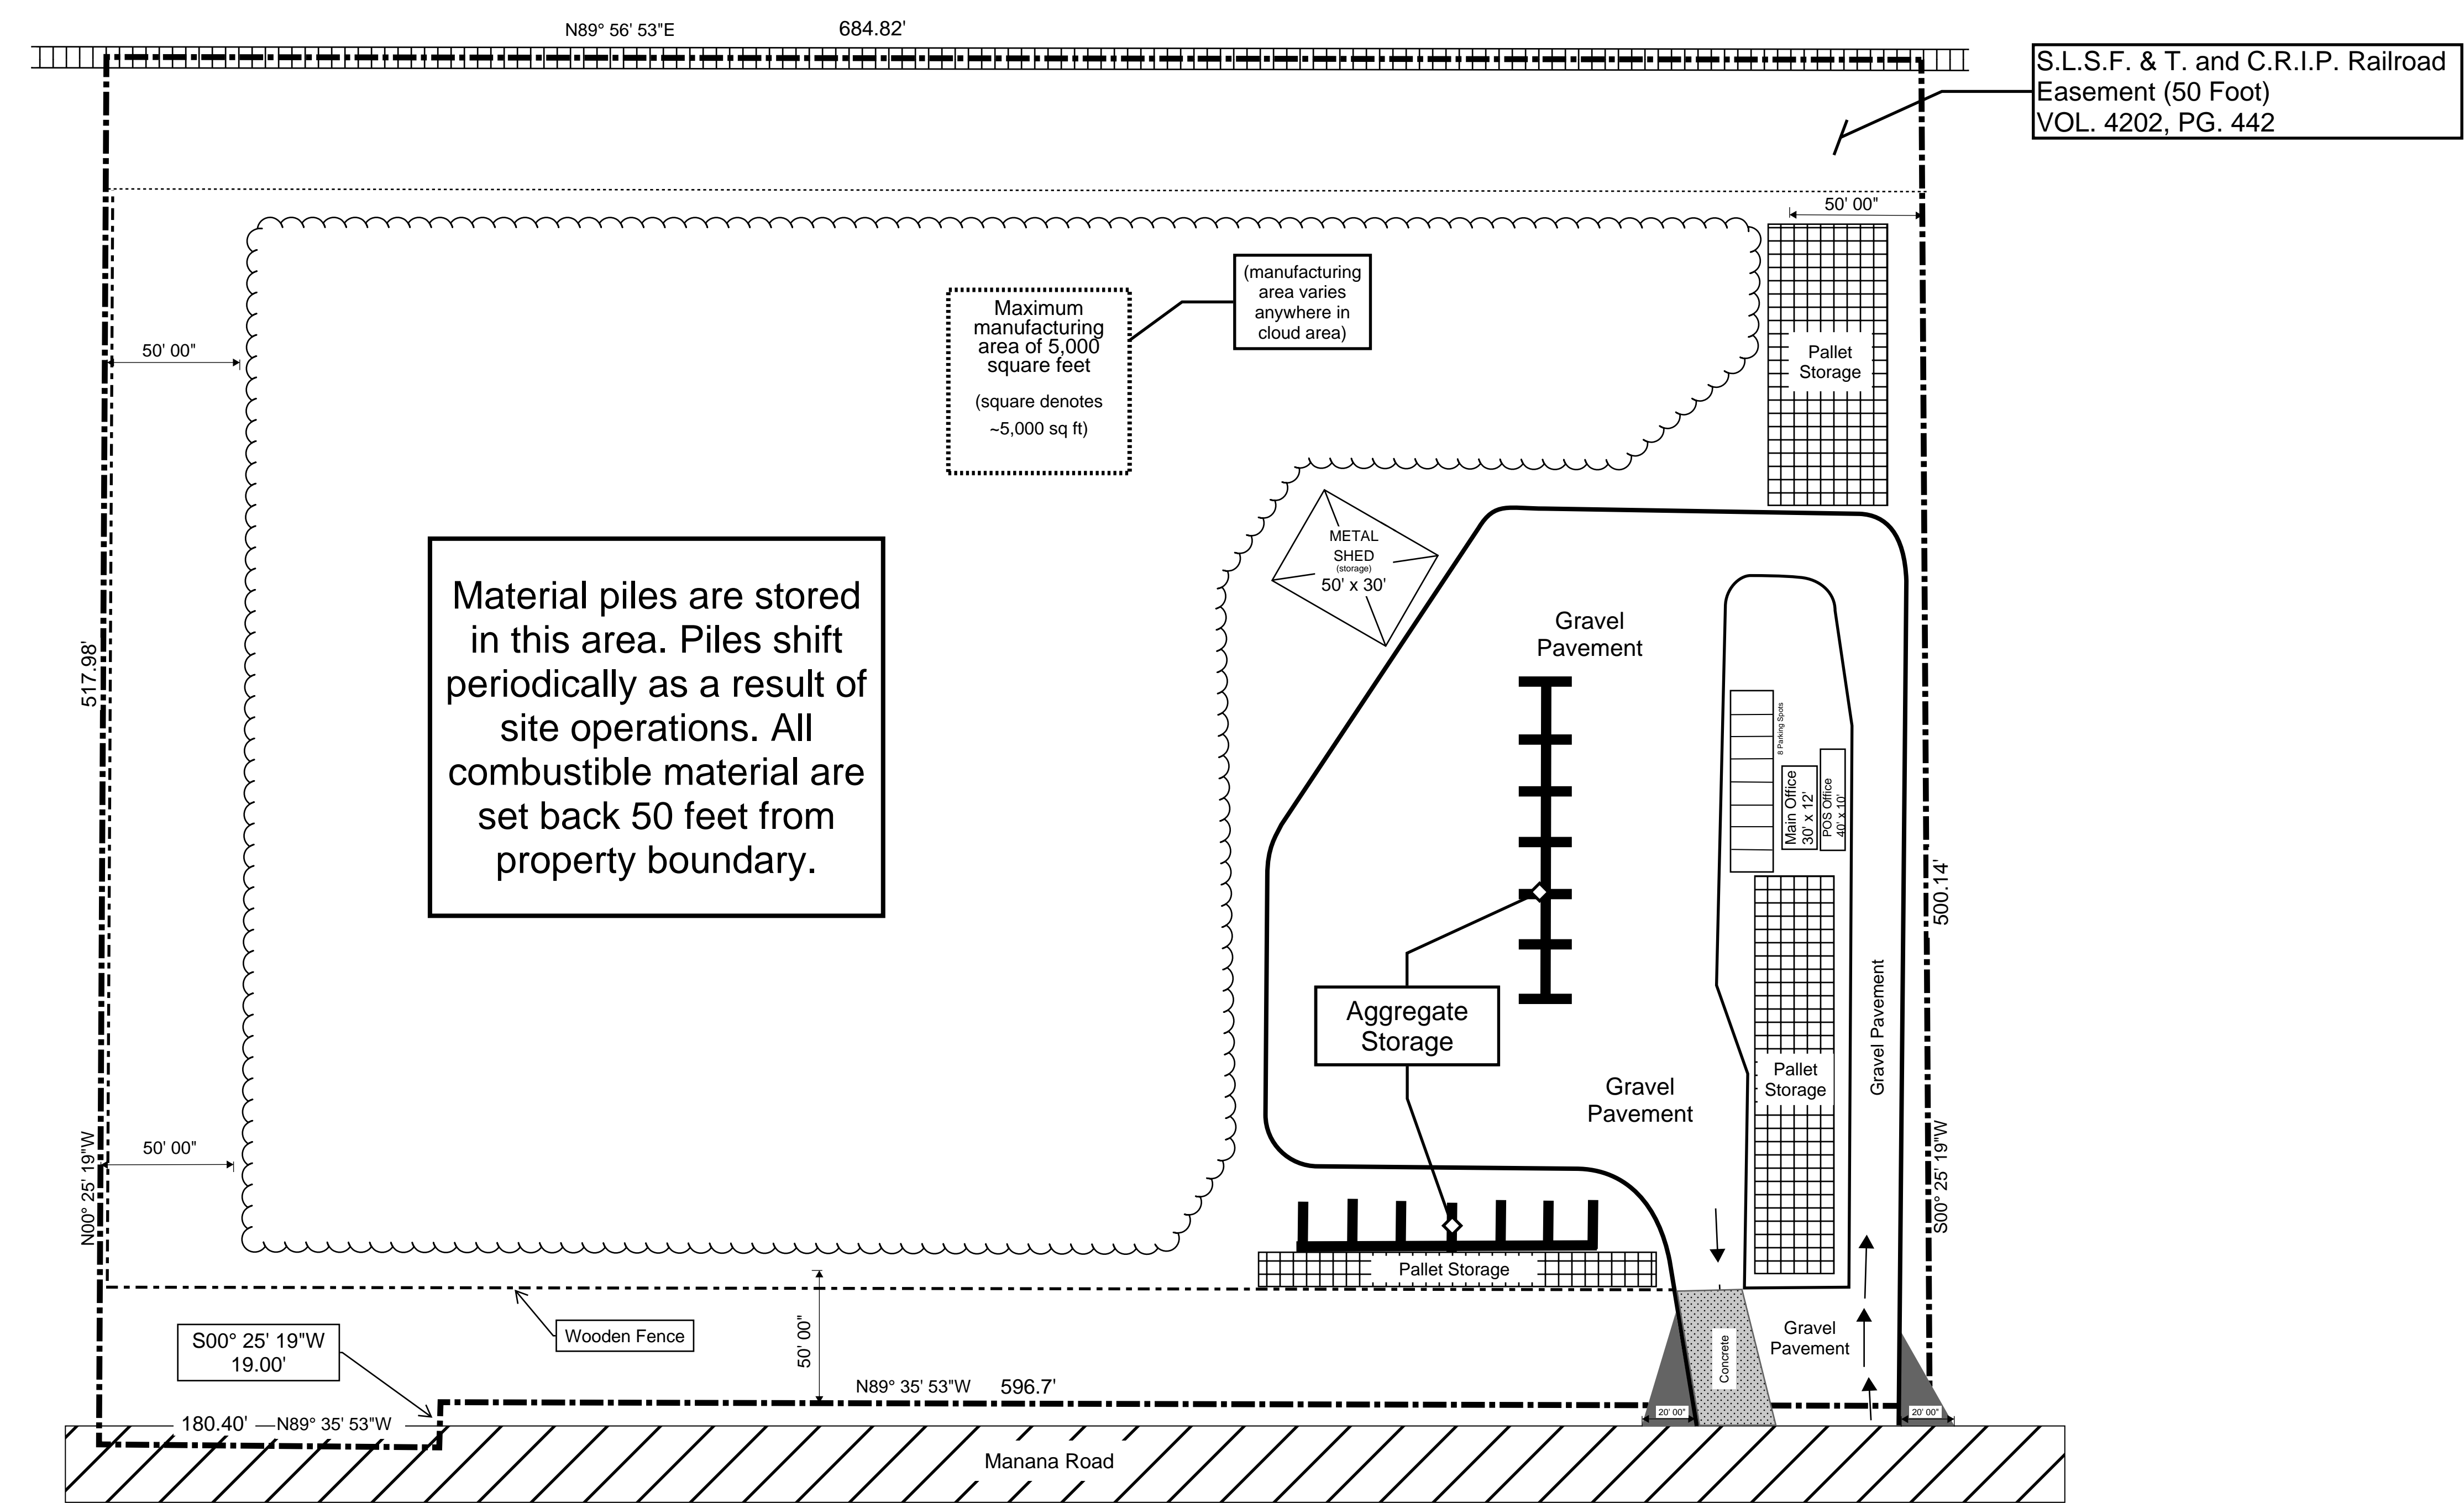 N89° 56' 53"E 684.82'
S.L.S.F. & T. and C.R.I.P. Railroad
Easement (50 Foot)
VOL. 4202, PG. 442
50' 00"
Maximum
manufacturing
area of 5,000
square feet
(square denotes
~5,000 sq ft)
(manufacturing
area varies
anywhere in
cloud area)
Pallet
Storage
50' 00"
METAL
SHED
(storage)
50' x 30'
Material piles are stored
in this area. Piles shift
periodically as a result of
site operations. All
combustible material are
set back 50 feet from
property boundary.
Gravel
Pavement
517.98'
8 Parking Spots
Main Office
30' x 12'
POS Office
40' x 10'
500.14'
Aggregate
Storage
Gravel
Pavement
Pallet
Storage
Gravel Pavement
N00° 25' 19"W
50' 00"
S00° 25' 19"W
Pallet Storage
Wooden Fence
50' 00"
S00° 25' 19"W
19.00'
Concrete
Gravel
Pavement
N89° 35' 53"W 596.7'
180.40' N89° 35' 53"W
20' 00"
20' 00"
Manana Road